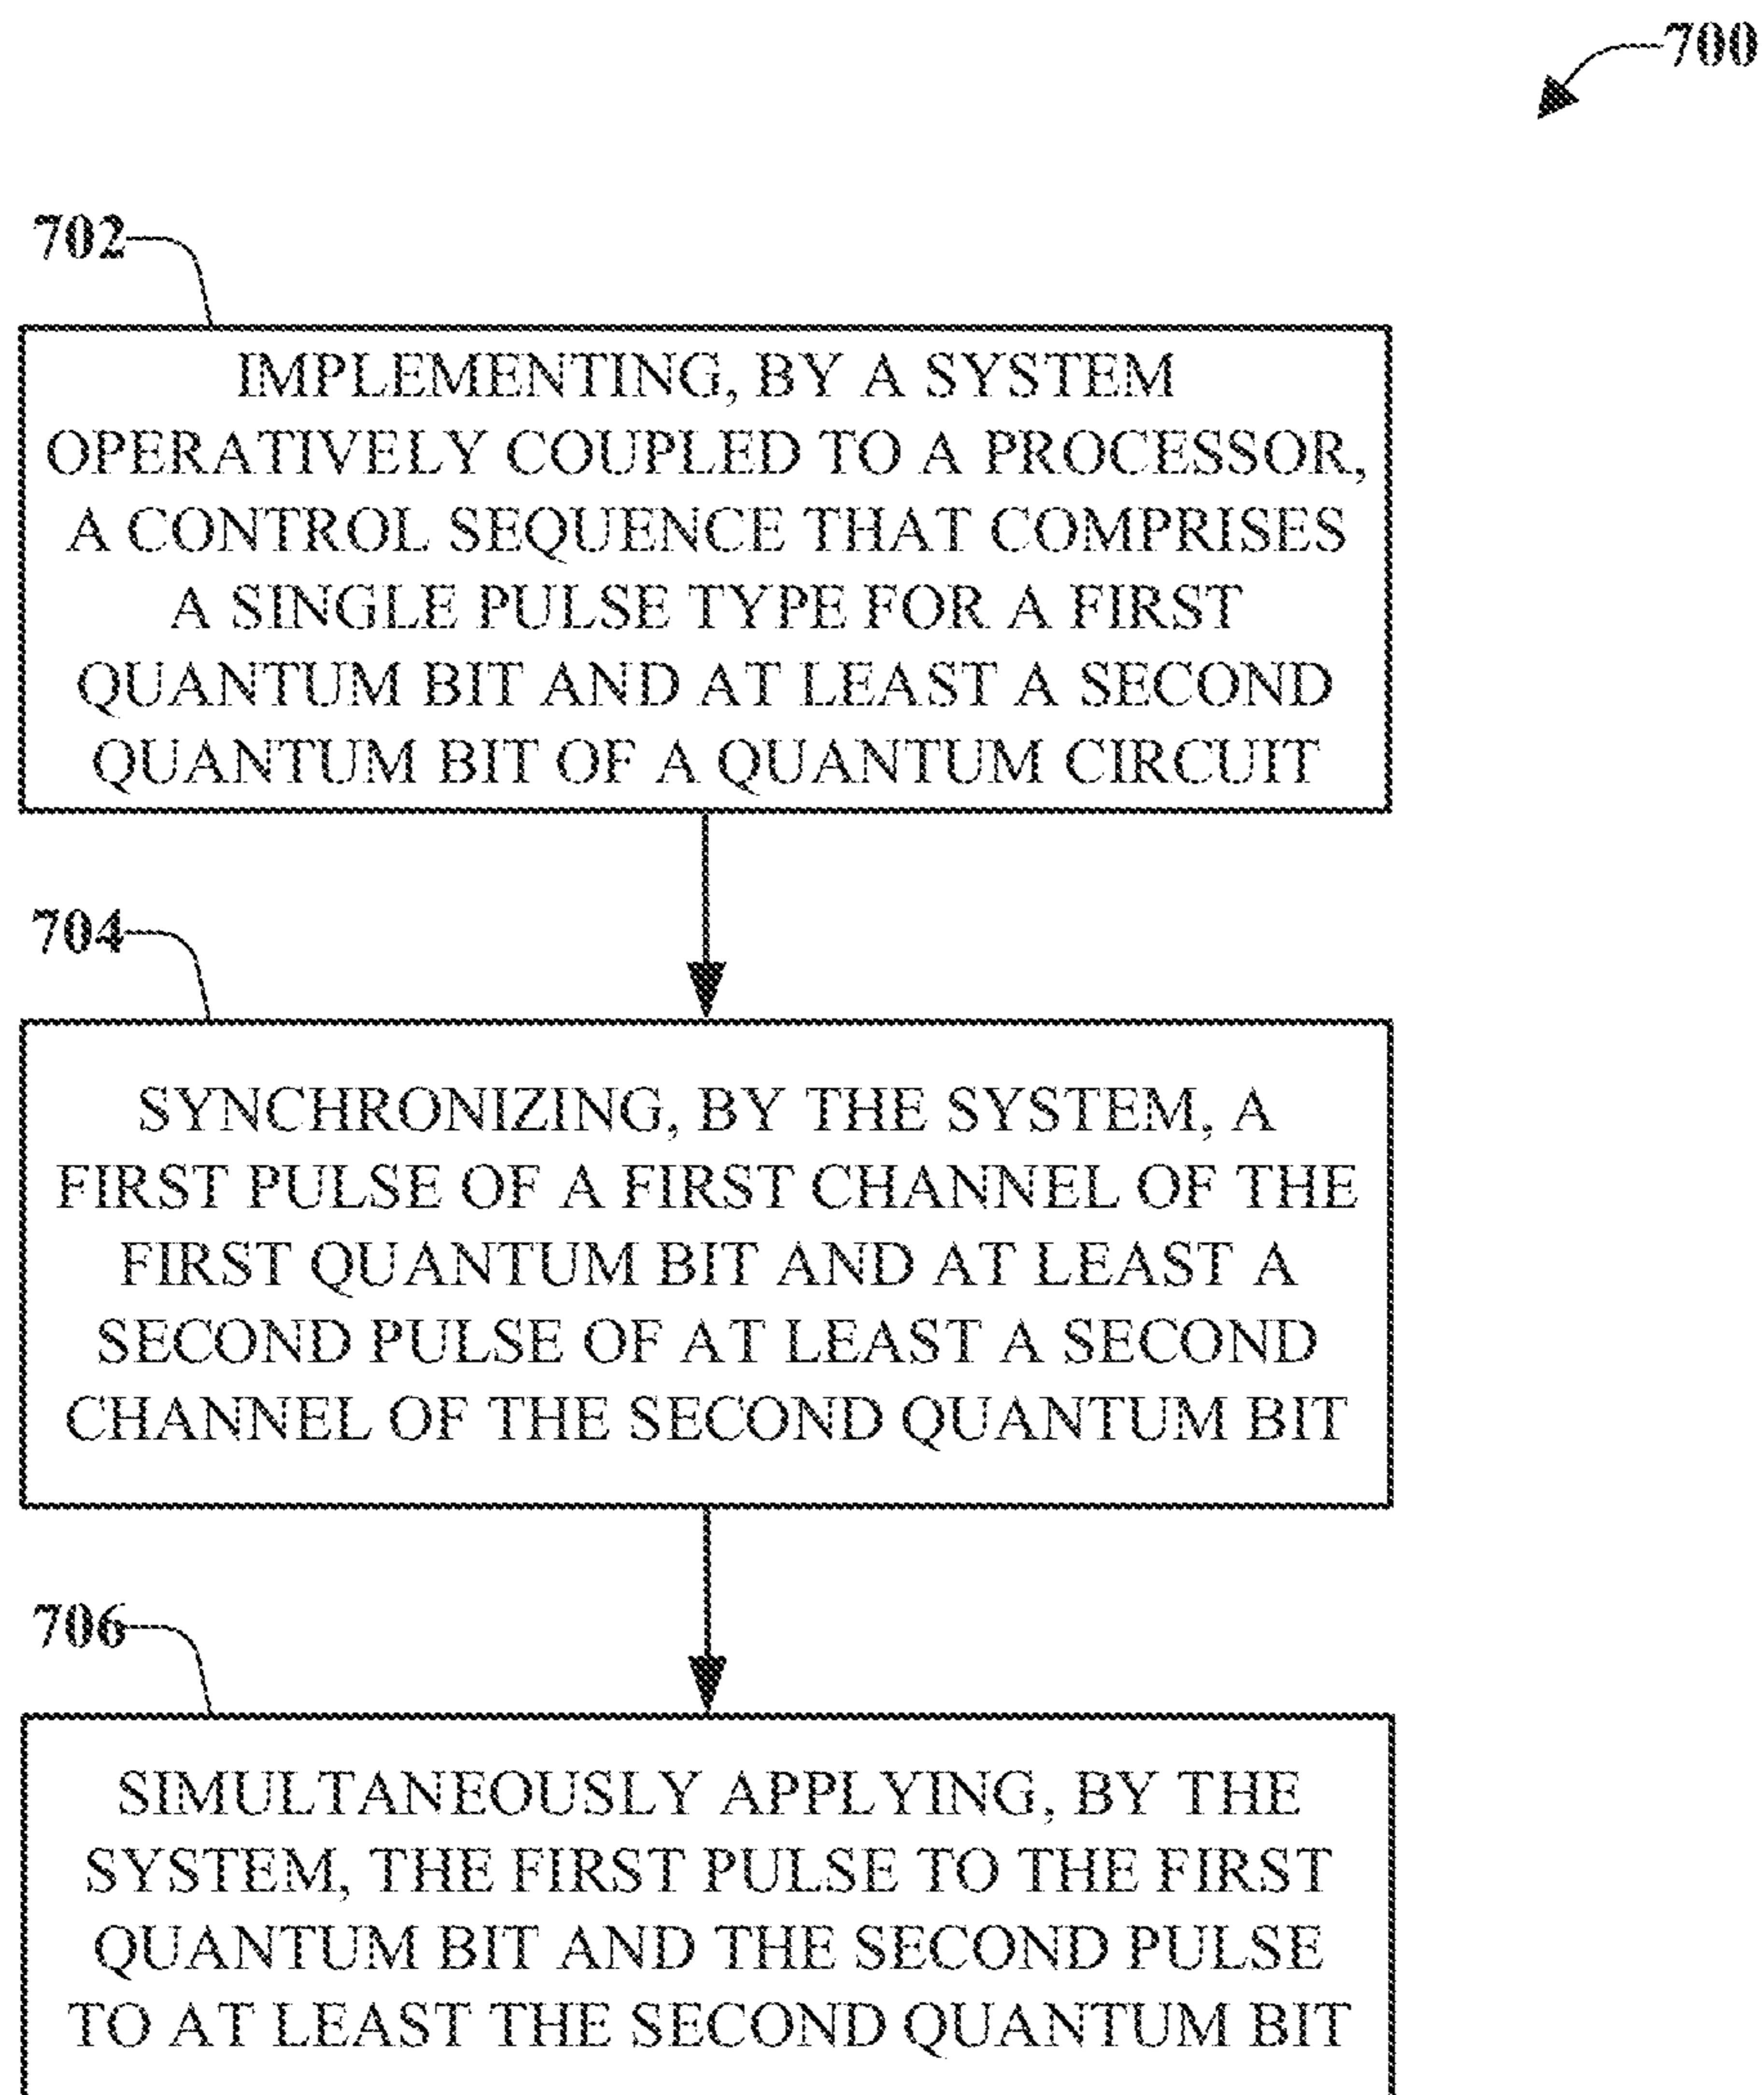 700
702
IMPLEMENTING, BY A SYSTEM
OPERATIVELY COUPLED TO A PROCESSOR,
A CONTROL SEQUENCE THAT COMPRISES
A SINGLE PULSE TYPE FOR A FIRST
QUANTUM BIT AND AT LEAST A SECOND
QUANTUM BIT OF A QUANTUM CIRCUIT
704
SYNCHRONIZING, BY THE SYSTEM, A
FIRST PULSE OF A FIRST CHANNEL OF THE
FIRST QUANTUM BIT AND AT LEAST A
SECOND PULSE OF AT LEAST A SECOND
CHANNEL OF THE SECOND QUANTUM BIT
706
SIMULTANEOUSLY APPLYING, BY THE
SYSTEM, THE FIRST PULSE TO THE FIRST
QUANTUM BIT AND THE SECOND PULSE
TO AT LEAST THE SECOND QUANTUM BIT